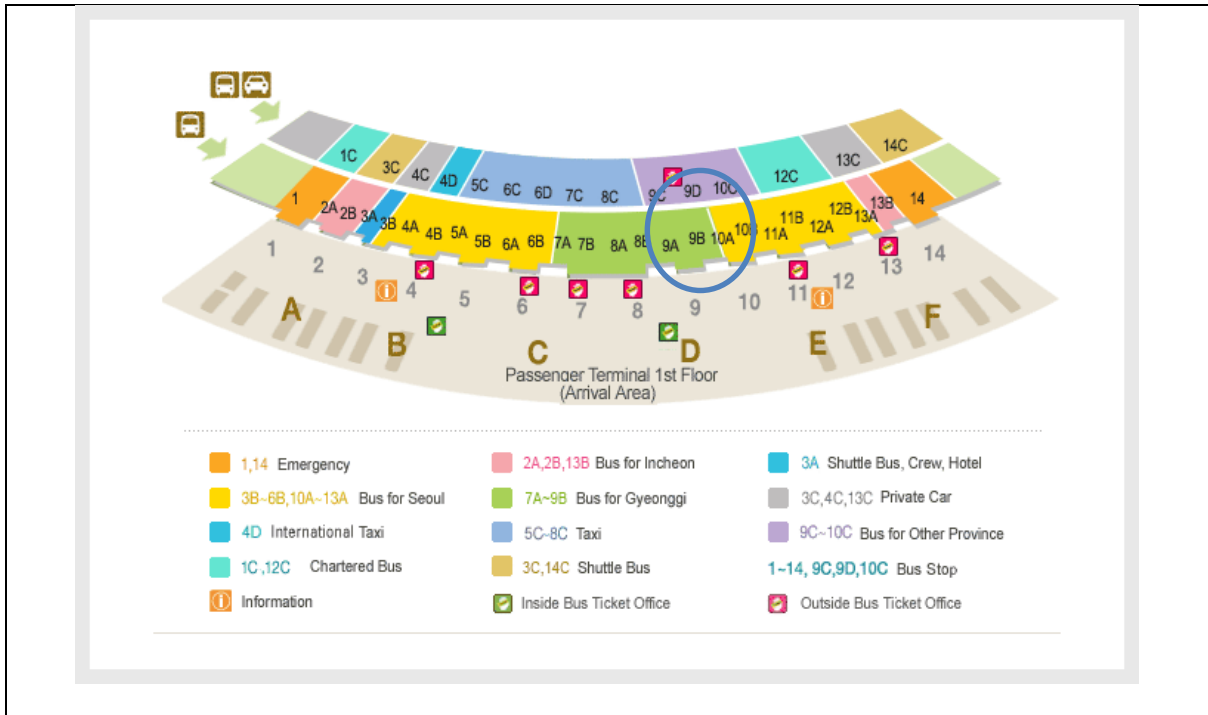 1C
3C
4C
4D
5C
6C
6D
7C
8C
9C
9D
10C
12C
13C
14C
1
2A
2B
3A
3B
4A
4B
5A
5B
6A
6B
7A
7B
8A
8B
9A
9B
10A
10B
11A
11B
12A
12B
13A
13B
14
1
2
3
4
5
6
7
8
9
10
11
12
13
14
A
B
C
D
E
F
Passenger Terminal 1st Floor
(Arrival Area)
1,14 Emergency
2A,2B,13B Bus for Incheon
3A Shuttle Bus, Crew, Hotel
3B~6B,10A~13A Bus for Seoul
7A~9B Bus for Gyeonggi
3C,4C,13C Private Car
4D International Taxi
5C~8C Taxi
9C~10C Bus for Other Province
1C ,12C Chartered Bus
3C,14C Shuttle Bus
1~14, 9C,9D,10C Bus Stop
Information
Inside Bus Ticket Office
Outside Bus Ticket Office